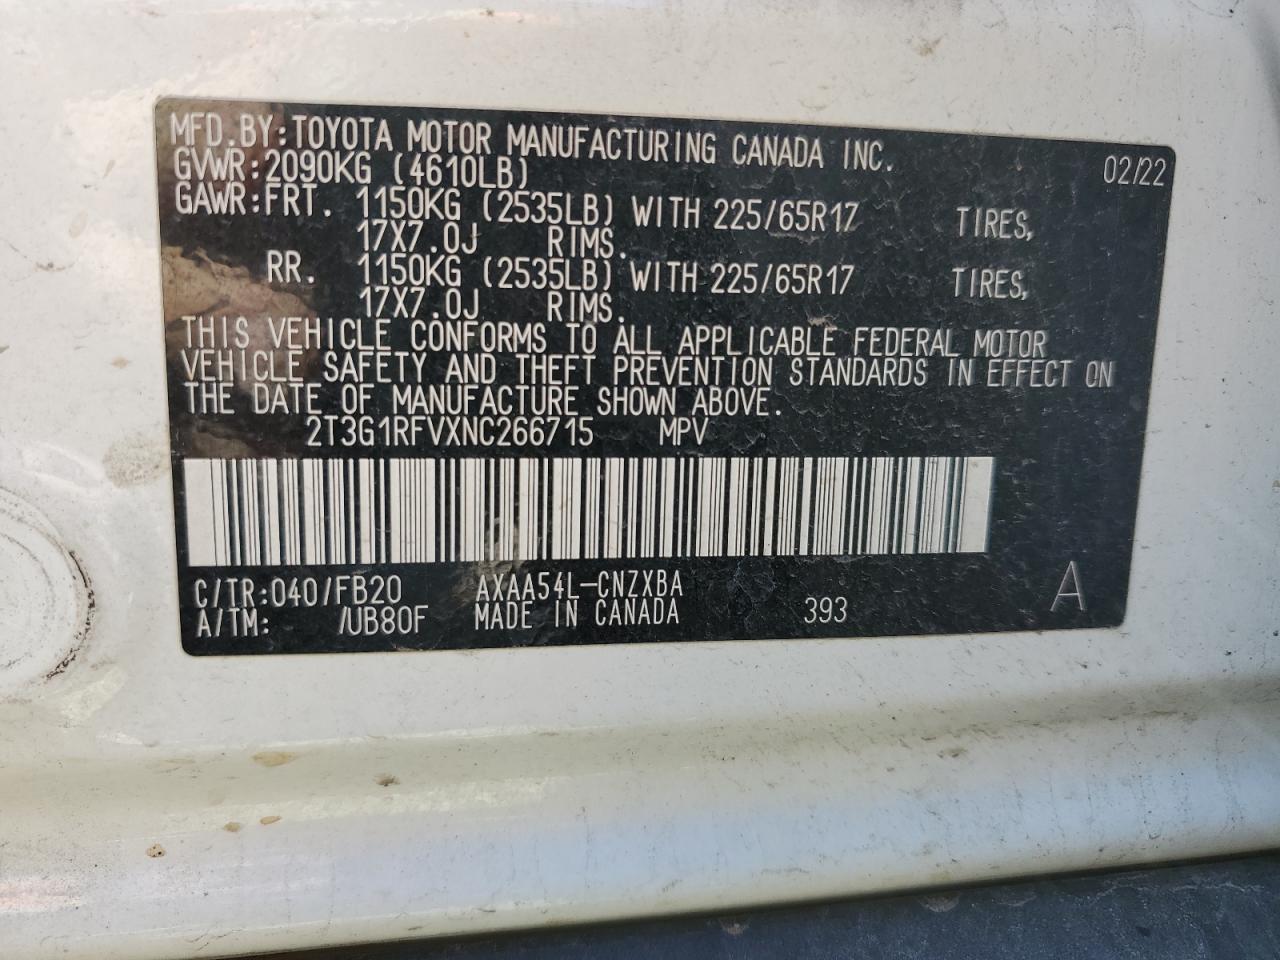 MFD.BY:TOYOTA MOTOR MANUFACTURING CANADA INC. 02/22
GVWR:2090KG (4610LB)
GAWR:FRT. 1150KG (2535LB) WITH 225/65R17 TIRES,
17X7.0J RIMS.
RR. 1150KG (2535LB) WITH 225/65R17 TIRES,
17X7.0J RIMS.
THIS VEHICLE CONFORMS TO ALL APPLICABLE FEDERAL MOTOR
VEHICLE SAFETY AND THEFT PREVENTION STANDARDS IN EFFECT ON
THE DATE OF MANUFACTURE SHOWN ABOVE.
2T3G1RFVXNC266715 MPV
C/TR:040/FB20 AXAA54L-CNZXBA
A/TM: /UB80F MADE IN CANADA 393 A